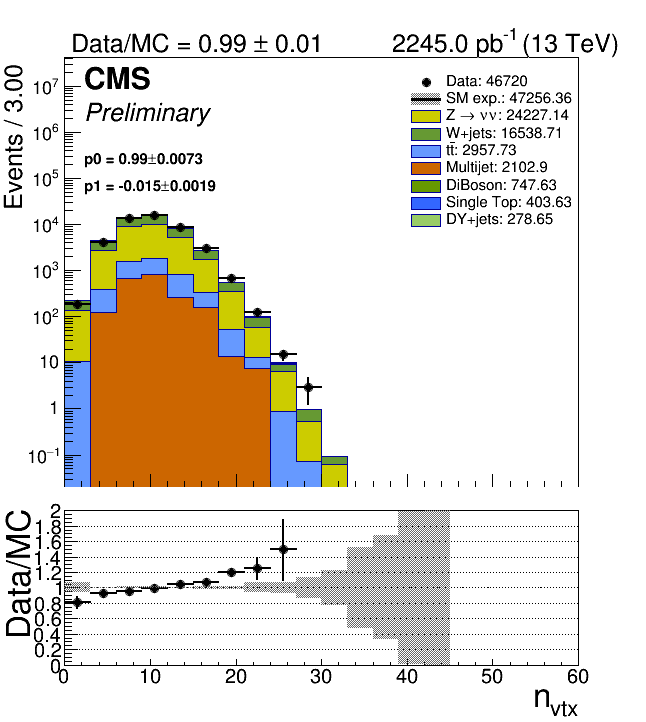 Data/MC = 0.99 ± 0.01 2245.0 pb⁻¹ (13 TeV)
CMS
Preliminary
p0 = 0.99±0.0073
p1 = -0.015±0.0019
Data: 46720
SM exp.: 47256.36
Z → νν: 24227.14
W+jets: 16538.71
tt̄: 2957.73
Multijet: 2102.9
DiBoson: 747.63
Single Top: 403.63
DY+jets: 278.65
Events / 3.00
10⁷
10⁶
10⁵
10⁴
10³
10²
10
1
10⁻¹
Data/MC
2
1.8
1.6
1.4
1.2
1
0.8
0.6
0.4
0.2
0
0 10 20 30 40 50 60
n_vtx